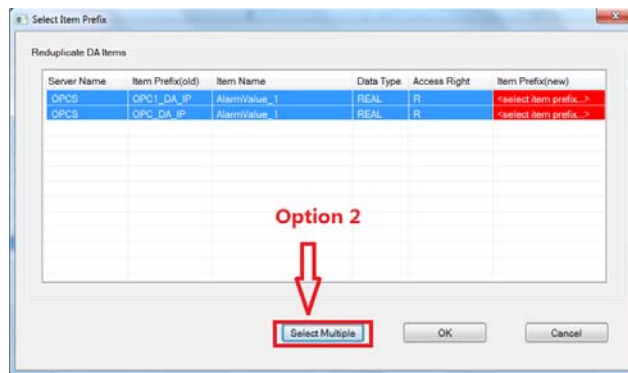 Select Item Prefix
Reduplicate DA Items
Server Name Item Prefix(old) Item Name Data Type Access Right Item Prefix(new)
OPCS OPC1_DA_IP AlarmValue_1 REAL R <select item prefix...>
OPCS OPC_DA_IP AlarmValue_1 REAL R <select item prefix...>
Option 2
Select Multiple OK Cancel